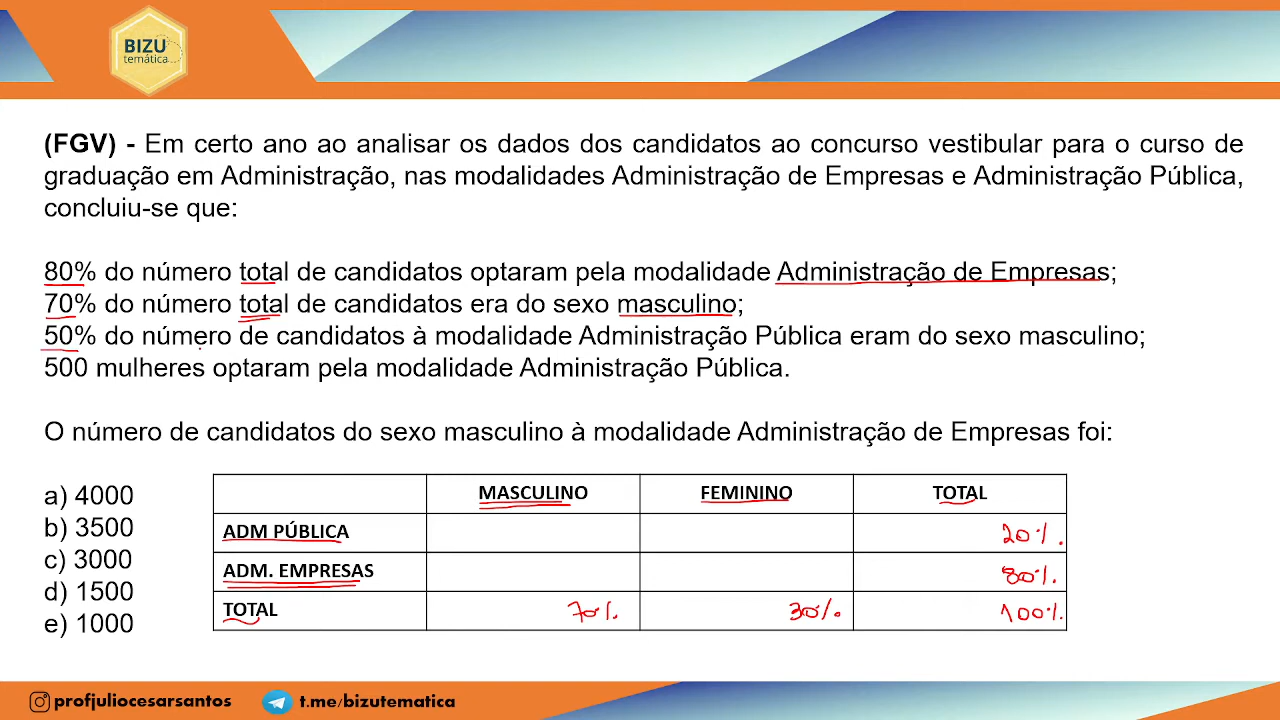 BIZU
temática
(FGV) - Em certo ano ao analisar os dados dos candidatos ao concurso vestibular para o curso de
graduação em Administração, nas modalidades Administração de Empresas e Administração Pública,
concluiu-se que:
80% do número total de candidatos optaram pela modalidade Administração de Empresas;
70% do número total de candidatos era do sexo masculino;
50% do número de candidatos à modalidade Administração Pública eram do sexo masculino;
500 mulheres optaram pela modalidade Administração Pública.
O número de candidatos do sexo masculino à modalidade Administração de Empresas foi:
a) 4000
b) 3500
c) 3000
d) 1500
e) 1000
MASCULINO FEMININO TOTAL
ADM PÚBLICA 20%.
ADM. EMPRESAS 80%.
TOTAL 70%. 30%. 100%.
profjuliocesarsantos t.me/bizutematica